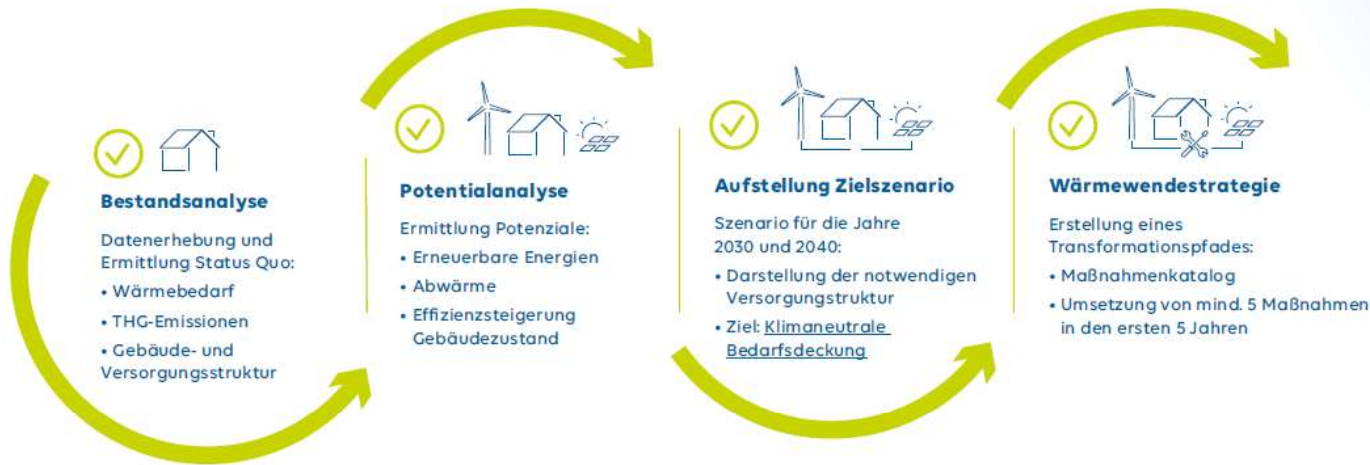 Bestandsanalyse
Datenerhebung und
Ermittlung Status Quo:
• Wärmebedarf
• THG-Emissionen
• Gebäude- und
Versorgungsstruktur
Potentialanalyse
Ermittlung Potenziale:
• Erneuerbare Energien
• Abwärme
• Effizienzsteigerung
Gebäudezustand
Aufstellung Zielszenario
Szenario für die Jahre
2030 und 2040:
• Darstellung der notwendigen
Versorgungstruktur
• Ziel: Klimaneutrale
Bedarfsdeckung
Wärmewendestrategie
Erstellung eines
Transformationspfades:
• Maßnahmenkatalog
• Umsetzung von mind. 5 Maßnahmen
in den ersten 5 Jahren